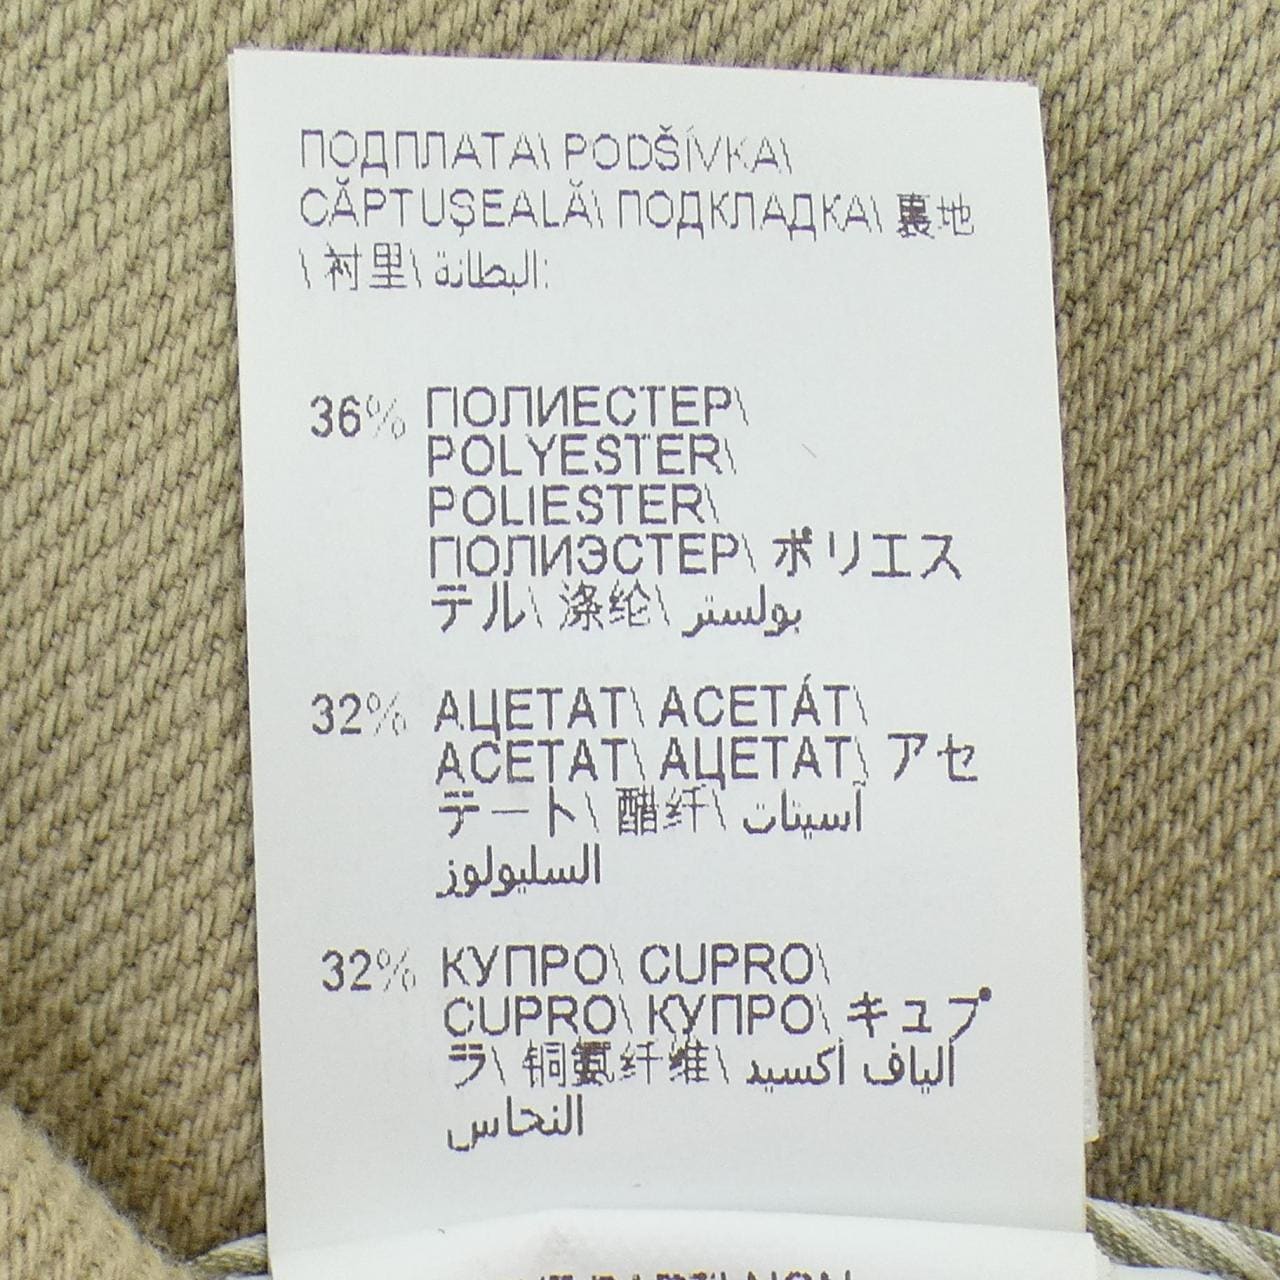 ПОДПЛАТА\ PODŠÍVKA\
CĂPTUȘEALĂ\ ПОДКЛАДКА\ 裏地
\ 衬里\ البطانة:
36% ПОЛИЕСТЕР\
POLYESTER\
POLIESTER\
ПОЛИЭСТЕР\ ポリエス
テル\ 涤纶\ بولستر
32% АЦЕТАТ\ ACETÁT\
ACETAT\ АЦЕТАТ\ アセ
テート\ 醋纤\ أسيتات
السليولوز
32% КУПРО\ CUPRO\
CUPRO\ КУПРО\ キュプ
ラ\ 铜氨纤维\ ألياف أكسيد
النحاس